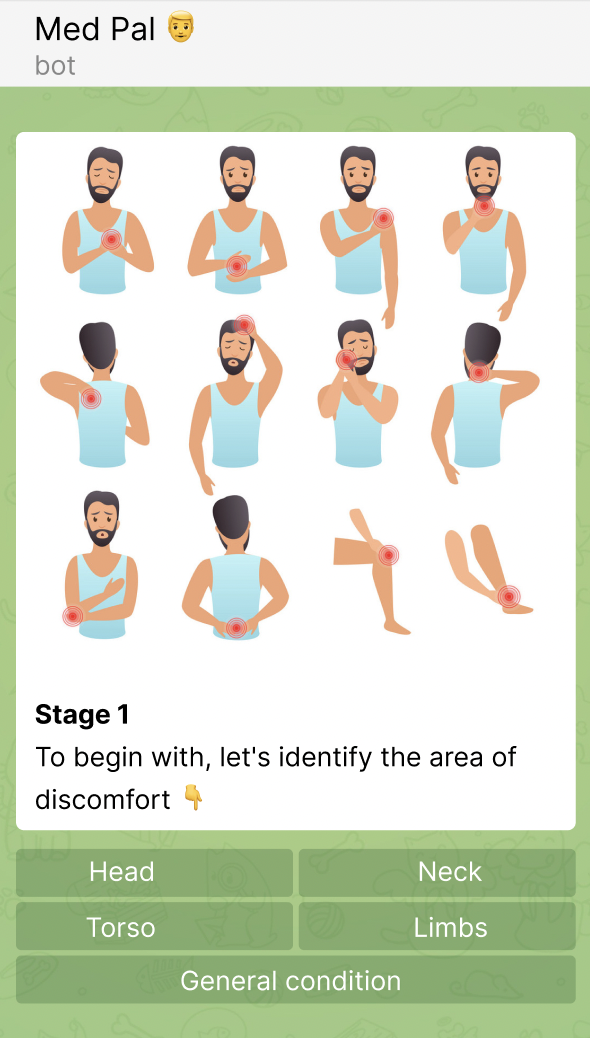 Med Pal 👨
bot
Stage 1
To begin with, let's identify the area of
discomfort 👇
Head
Neck
Torso
Limbs
General condition